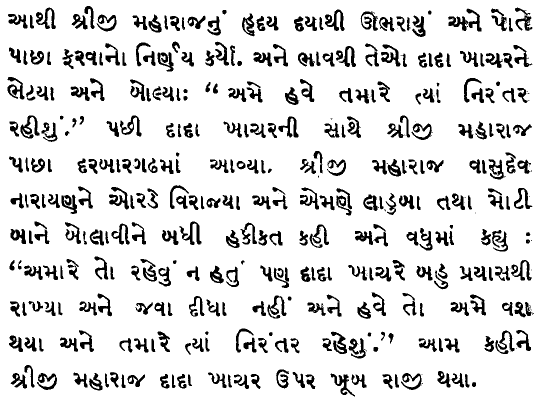 આથી શ્રીજી મહારાજનું હૃદય દયાથી ઊભરાયું અને પોતે
પાછા ફરવાનો નિર્ણય કર્યો. અને ભાવથી તેઓ દાદા ખાચરને
ભેટયા અને બોલ્યાઃ “અમે હવે તમારે ત્યાં નિરંતર
રહીશું.” પછી દાદા ખાચરની સાથે શ્રીજી મહારાજ
પાછા દરબારગઢમાં આવ્યા. શ્રીજી મહારાજ વાસુદેવ
નારાયણને ઓરડે વિરાજ્યા અને એમણે લાડુબા તથા મોટી
બાને બોલાવીને બધી હકીકત કહી અને વધુમાં કહ્યુ :
“અમારે તો રહેવું ન હતું પણ દાદા ખાચરે બહુ પ્રયાસથી
રાખ્યા અને જવા દીધા નહીં અને હવે તો અમે વશ
થયા અને તમારે ત્યાં નિરંતર રહેશું.” આમ કહીને
શ્રીજી મહારાજ દાદા ખાચર ઉપર ખૂબ રાજી થયા.